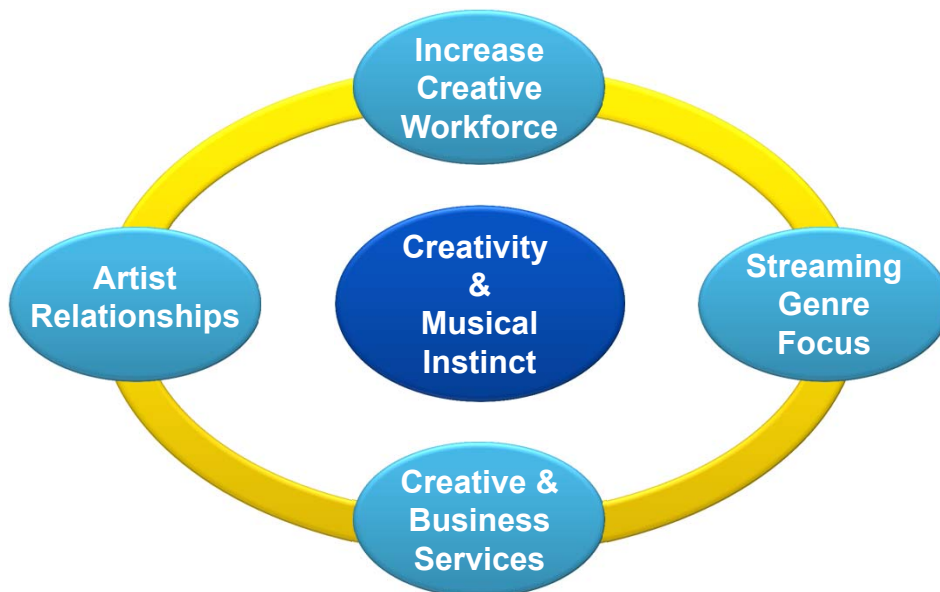 Increase
Creative
Workforce
Artist
Relationships
Creativity
&
Musical
Instinct
Streaming
Genre
Focus
Creative &
Business
Services